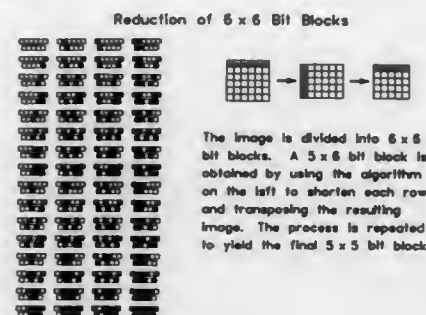 Reduction of 6 x 6 Bit Blocks
The image is divided into 6 x 6
bit blocks. A 5 x 6 bit block is
obtained by using the algorithm
on the left to shorten each row
and transposing the resulting
image. The process is repeated
to yield the final 5 x 5 bit block